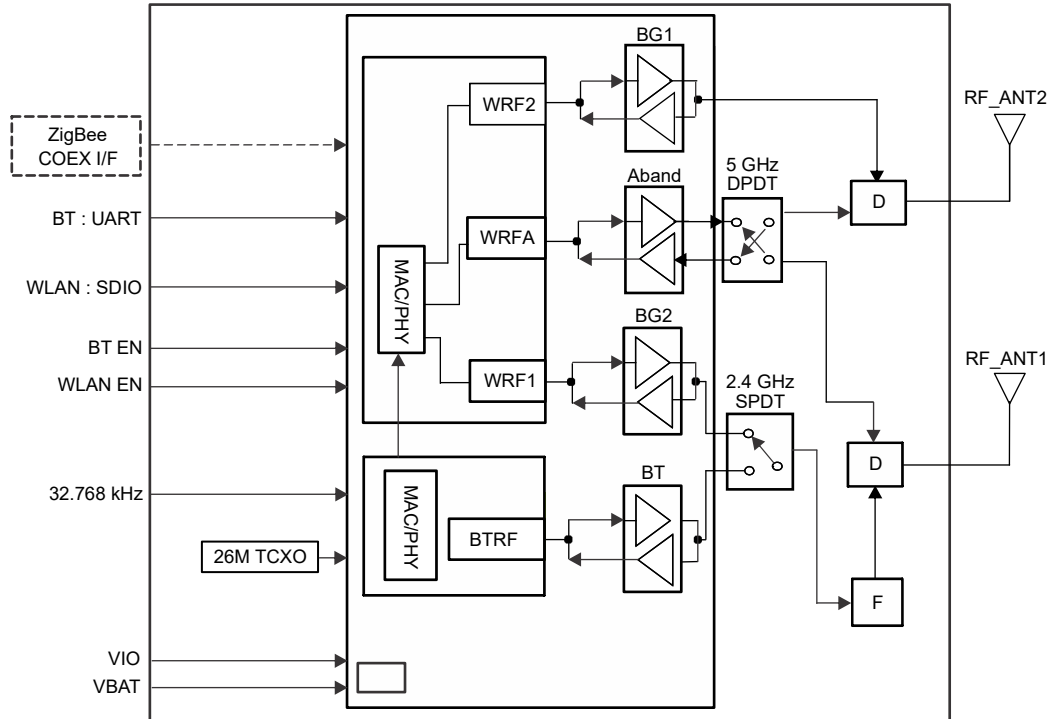 BG1
WRF2
RF_ANT2
ZigBee
COEX I/F
Aband
5 GHz
DPDT
D
BT : UART
WRFA
MAC/PHY
WLAN : SDIO
BG2
BT EN
WLAN EN
WRF1
2.4 GHz
SPDT
RF_ANT1
D
BT
32.768 kHz
MAC/PHY
BTRF
26M TCXO
F
VIO
VBAT